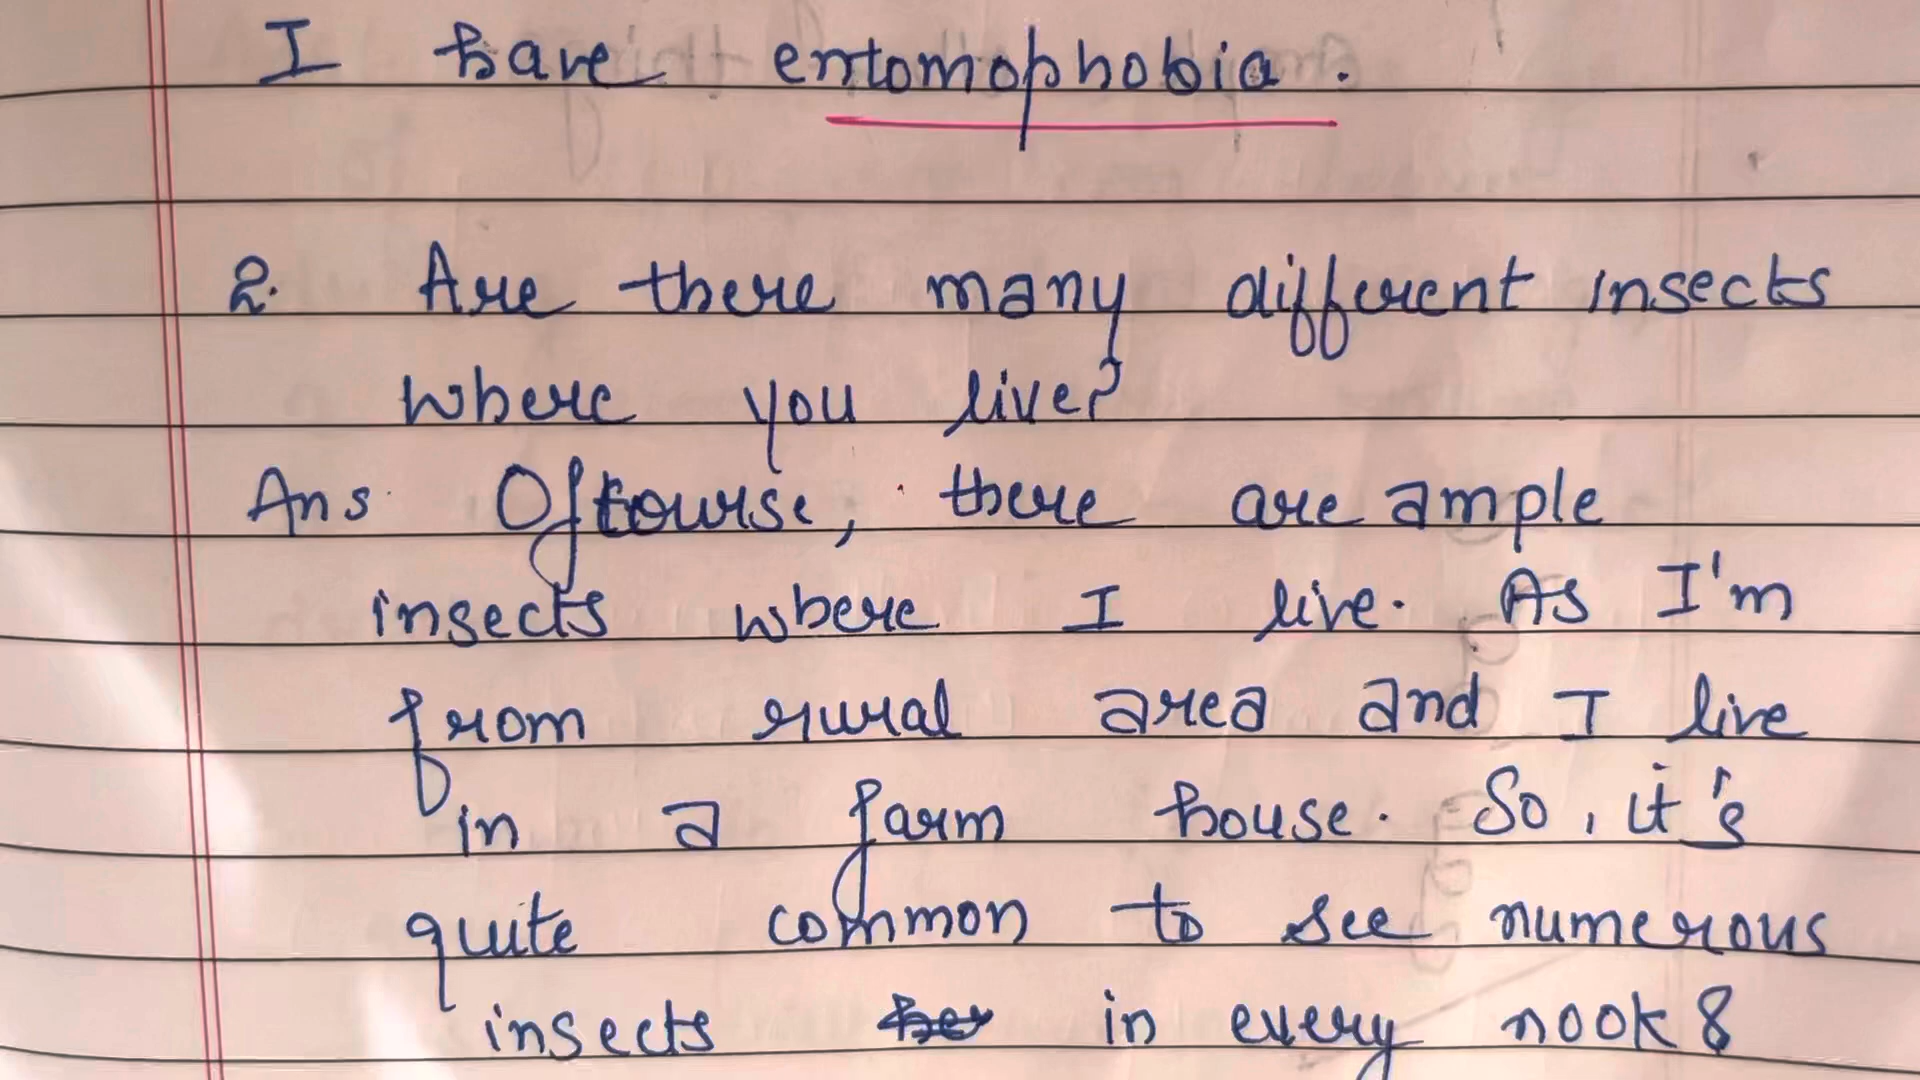 I have entomophobia.
2. Are there many different insects
where you live?
Ans Ofcourse, there are ample
insects where I live. As I'm
from rural area and I live
in a farm house. So, it's
quite common to see numerous
insects in every nook &